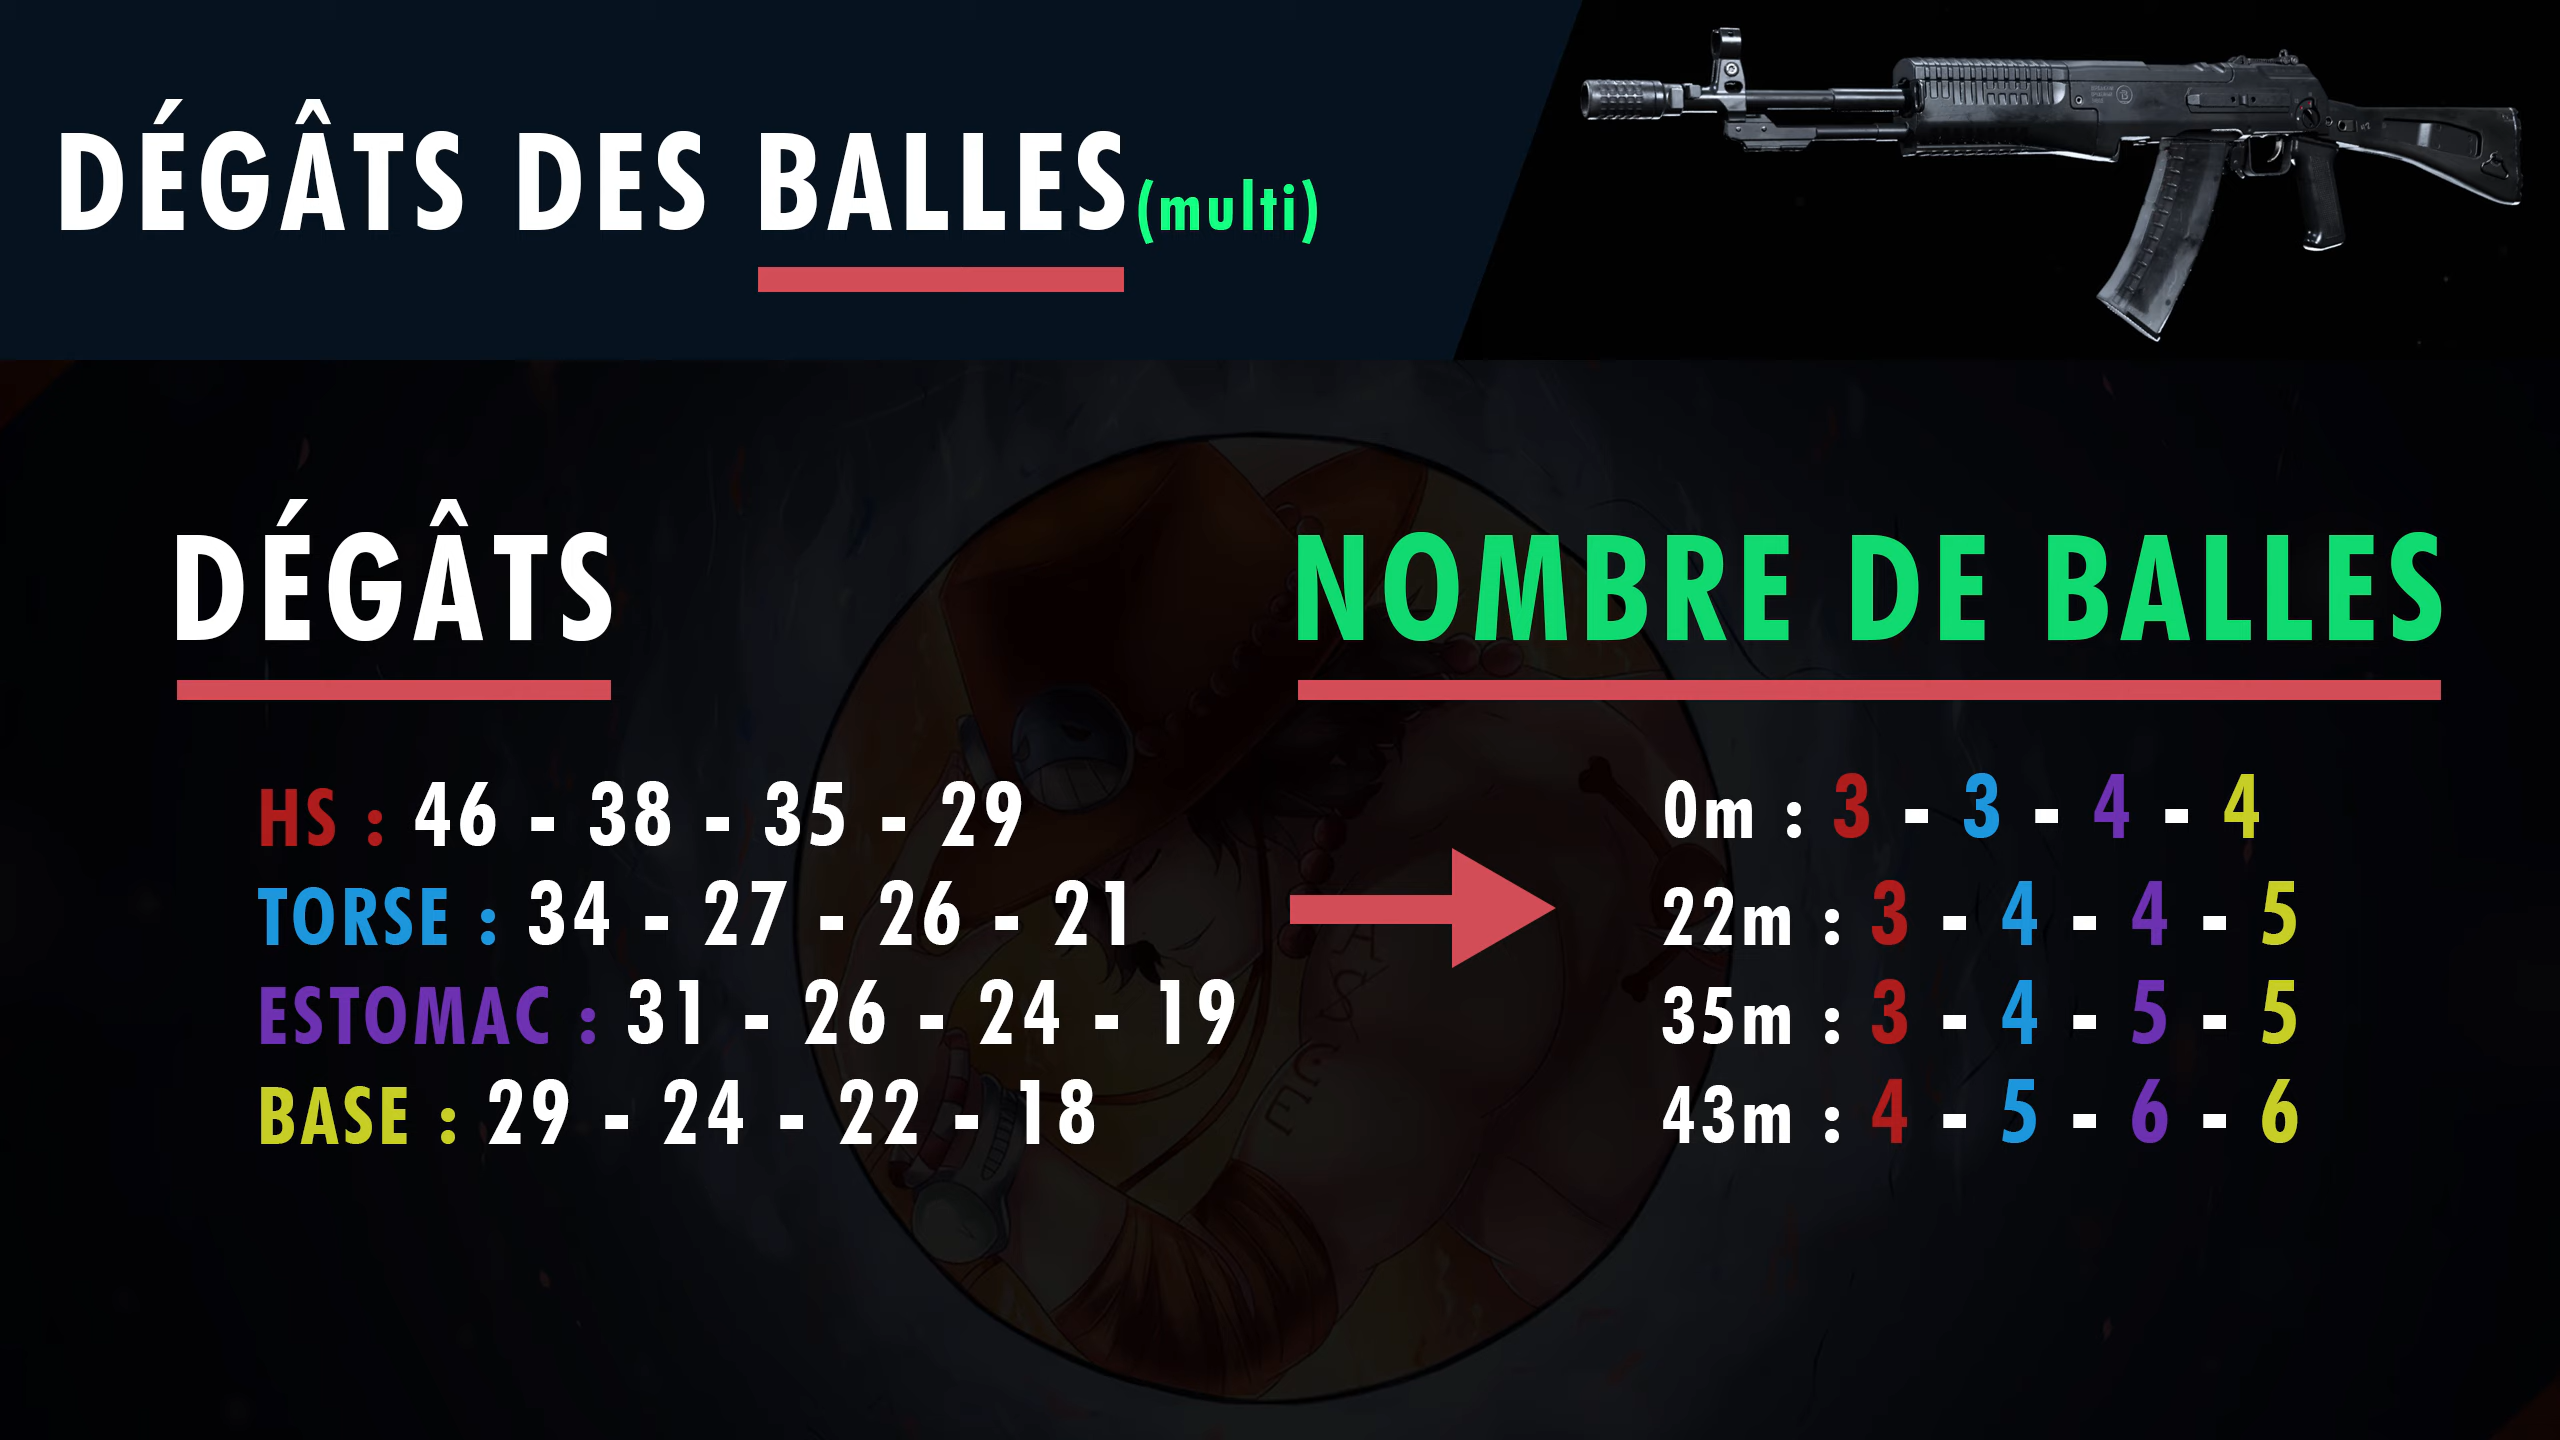 DÉGÂTS DES BALLES (multi)
DÉGÂTS
NOMBRE DE BALLES
HS : 46 - 38 - 35 - 29
TORSE : 34 - 27 - 26 - 21
ESTOMAC : 31 - 26 - 24 - 19
BASE : 29 - 24 - 22 - 18
0m : 3 - 3 - 4 - 4
22m : 3 - 4 - 4 - 5
35m : 3 - 4 - 5 - 5
43m : 4 - 5 - 6 - 6